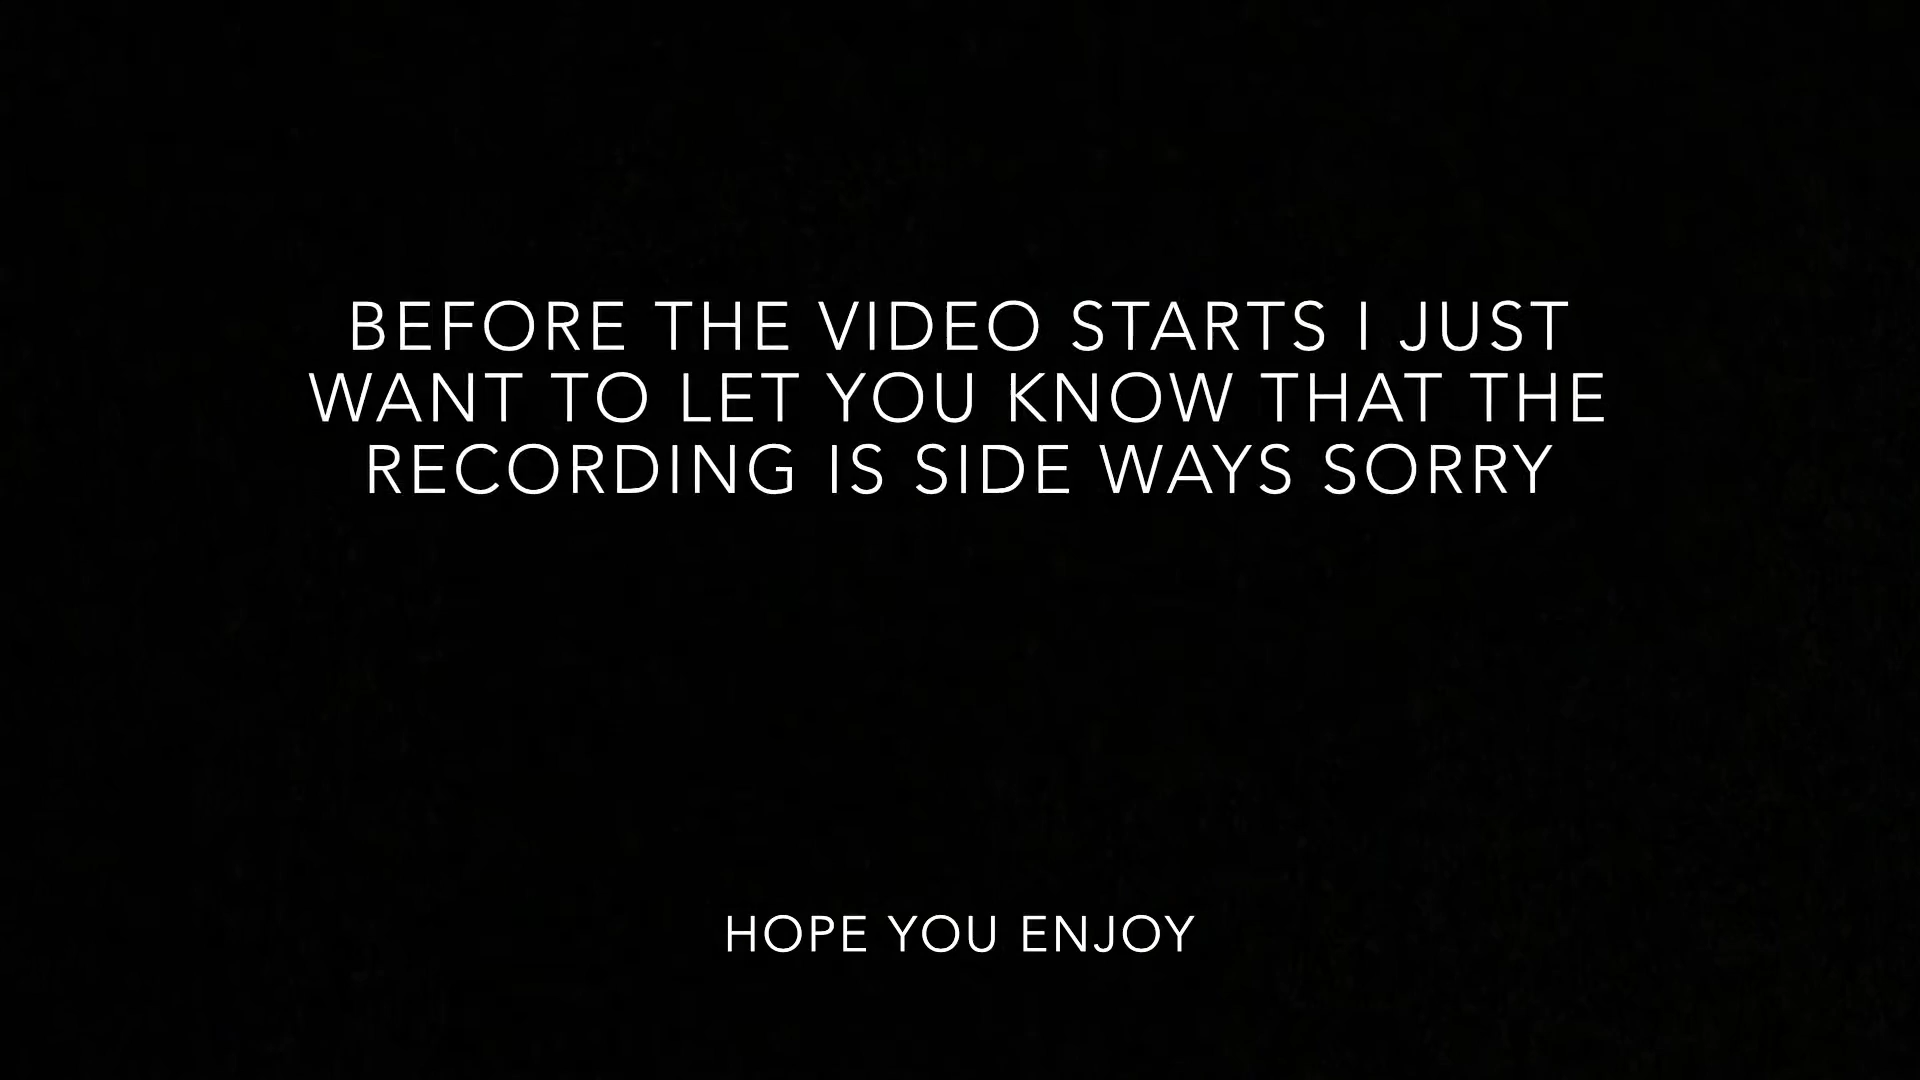 BEFORE THE VIDEO STARTS I JUST
WANT TO LET YOU KNOW THAT THE
RECORDING IS SIDE WAYS SORRY
HOPE YOU ENJOY